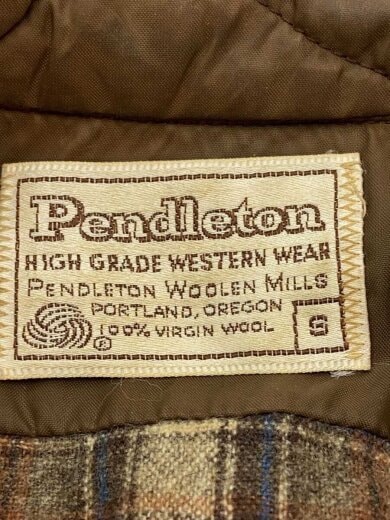 Pendleton
HIGH GRADE WESTERN WEAR
PENDLETON WOOLEN MILLS
PORTLAND, OREGON
® 100% VIRGIN WOOL S